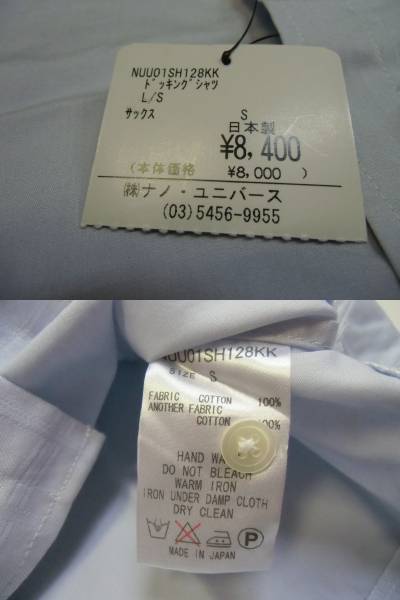 NUU01SH128KK
ドッキングシャツ
L/S
サックス S
日本製
¥8,400
(本体価格 ¥8,000 )
㈱ナノ・ユニバース
(03)5456-9955
NUU01SH128KK
SIZE S
FABRIC COTTON 100%
ANOTHER FABRIC
COTTON 100%
HAND WA
DO NOT BLEACH
WARM IRON
IRON UNDER DAMP CLOTH
DRY CLEAN
P
MADE IN JAPAN